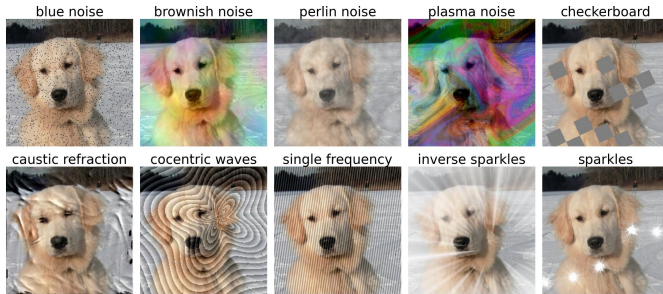 blue noise
brownish noise
perlin noise
plasma noise
checkerboard
caustic refraction
cocentric waves
single frequency
inverse sparkles
sparkles